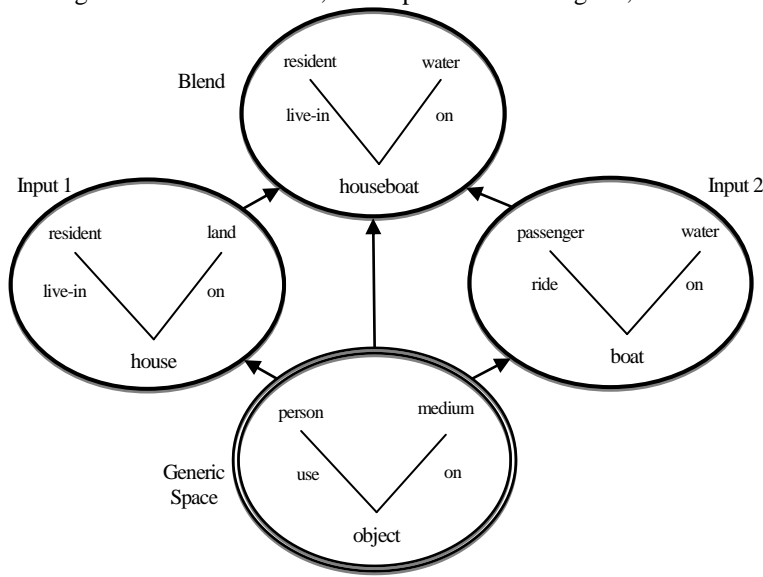 resident water
Blend
live-in on
houseboat
Input 1 Input 2
resident land passenger water
live-in on ride on
house boat
person medium
Generic
Space
use on
object